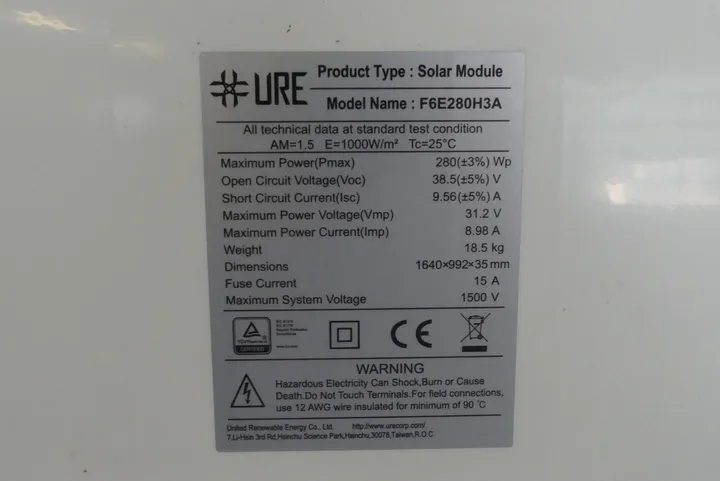 URE
Product Type : Solar Module
Model Name : F6E280H3A
All technical data at standard test condition
AM=1.5 E=1000W/m² Tc=25°C
Maximum Power(Pmax) 280(±3%) Wp
Open Circuit Voltage(Voc) 38.5(±5%) V
Short Circuit Current(Isc) 9.56(±5%) A
Maximum Power Voltage(Vmp) 31.2 V
Maximum Power Current(Imp) 8.98 A
Weight 18.5 kg
Dimensions 1640×992×35 mm
Fuse Current 15 A
Maximum System Voltage 1500 V
CERTIFIED
CE
WARNING
Hazardous Electricity Can Shock,Burn or Cause
Death.Do Not Touch Terminals.For field connections,
use 12 AWG wire insulated for minimum of 90 °C
United Renewable Energy Co., Ltd. http://www.urecorp.com/
7,Li-Hsin 3rd Rd,Hsinchu Science Park,Hsinchu,30078,Taiwan,R.O.C